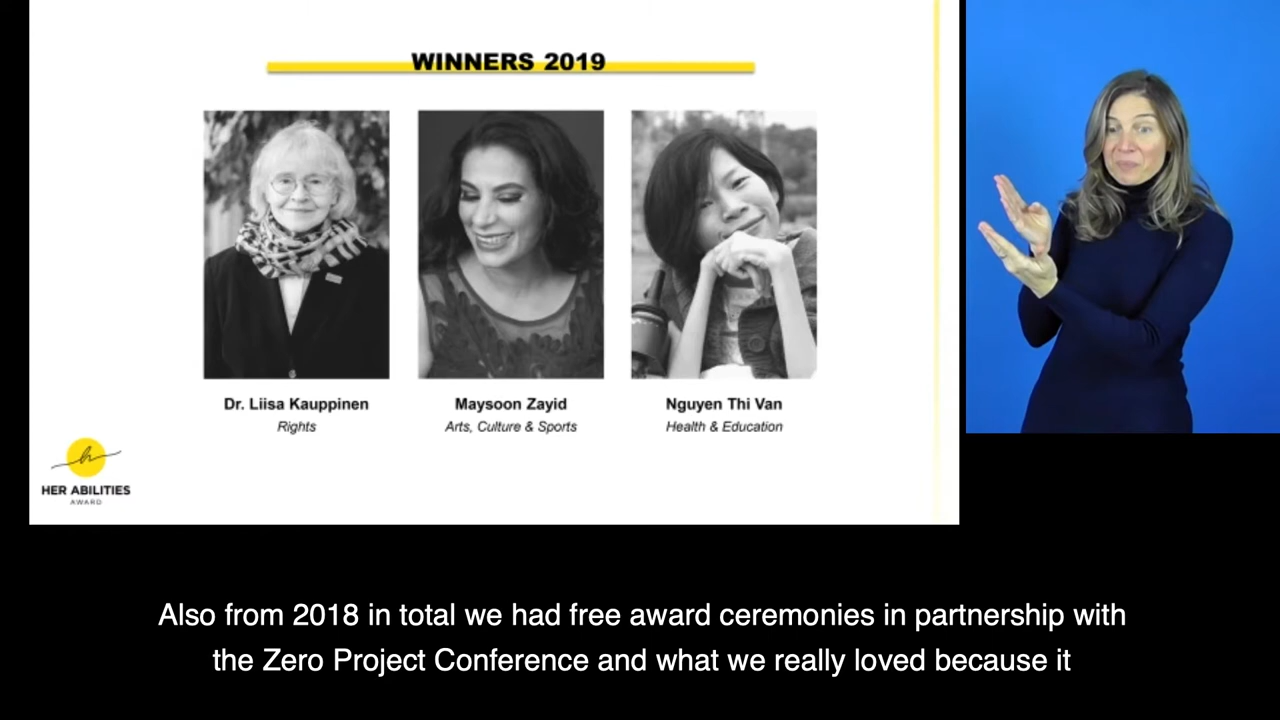 WINNERS 2019
Dr. Liisa Kauppinen
Rights
Maysoon Zayid
Arts, Culture & Sports
Nguyen Thi Van
Health & Education
HER ABILITIES
AWARD
Also from 2018 in total we had free award ceremonies in partnership with
the Zero Project Conference and what we really loved because it